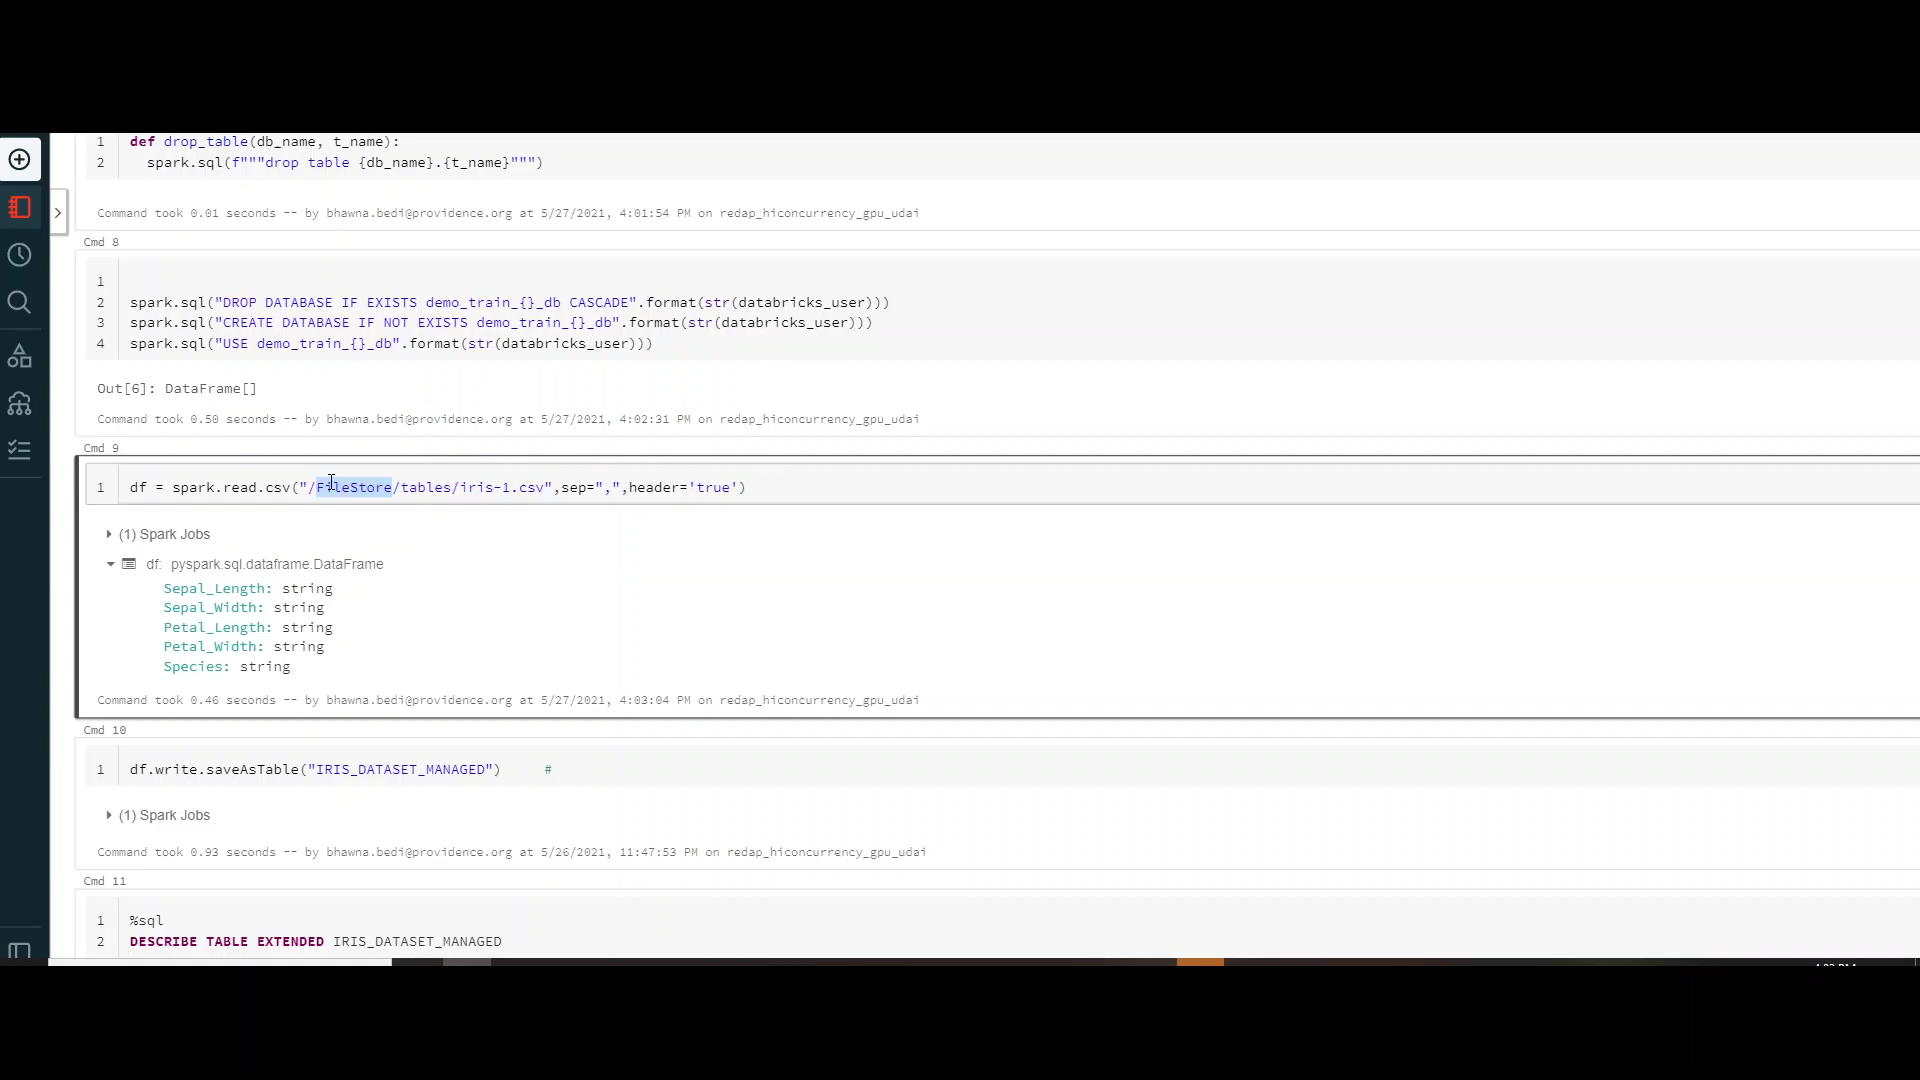 1 def drop_table(db_name, t_name):
2 spark.sql(f"""drop table {db_name}.{t_name}""")
Command took 0.01 seconds -- by bhawna.bedi@providence.org at 5/27/2021, 4:01:54 PM on redap_hiconcurrency_gpu_udai
Cmd 8
1
2 spark.sql("DROP DATABASE IF EXISTS demo_train_{}_db CASCADE".format(str(databricks_user)))
3 spark.sql("CREATE DATABASE IF NOT EXISTS demo_train_{}_db".format(str(databricks_user)))
4 spark.sql("USE demo_train_{}_db".format(str(databricks_user)))
Out[6]: DataFrame[]
Command took 0.50 seconds -- by bhawna.bedi@providence.org at 5/27/2021, 4:02:31 PM on redap_hiconcurrency_gpu_udai
Cmd 9
1 df = spark.read.csv("/FileStore/tables/iris-1.csv",sep=",",header='true')
(1) Spark Jobs
df: pyspark.sql.dataframe.DataFrame
Sepal_Length: string
Sepal_Width: string
Petal_Length: string
Petal_Width: string
Species: string
Command took 0.46 seconds -- by bhawna.bedi@providence.org at 5/27/2021, 4:03:04 PM on redap_hiconcurrency_gpu_udai
Cmd 10
1 df.write.saveAsTable("IRIS_DATASET_MANAGED") #
(1) Spark Jobs
Command took 0.93 seconds -- by bhawna.bedi@providence.org at 5/26/2021, 11:47:53 PM on redap_hiconcurrency_gpu_udai
Cmd 11
1 %sql
2 DESCRIBE TABLE EXTENDED IRIS_DATASET_MANAGED